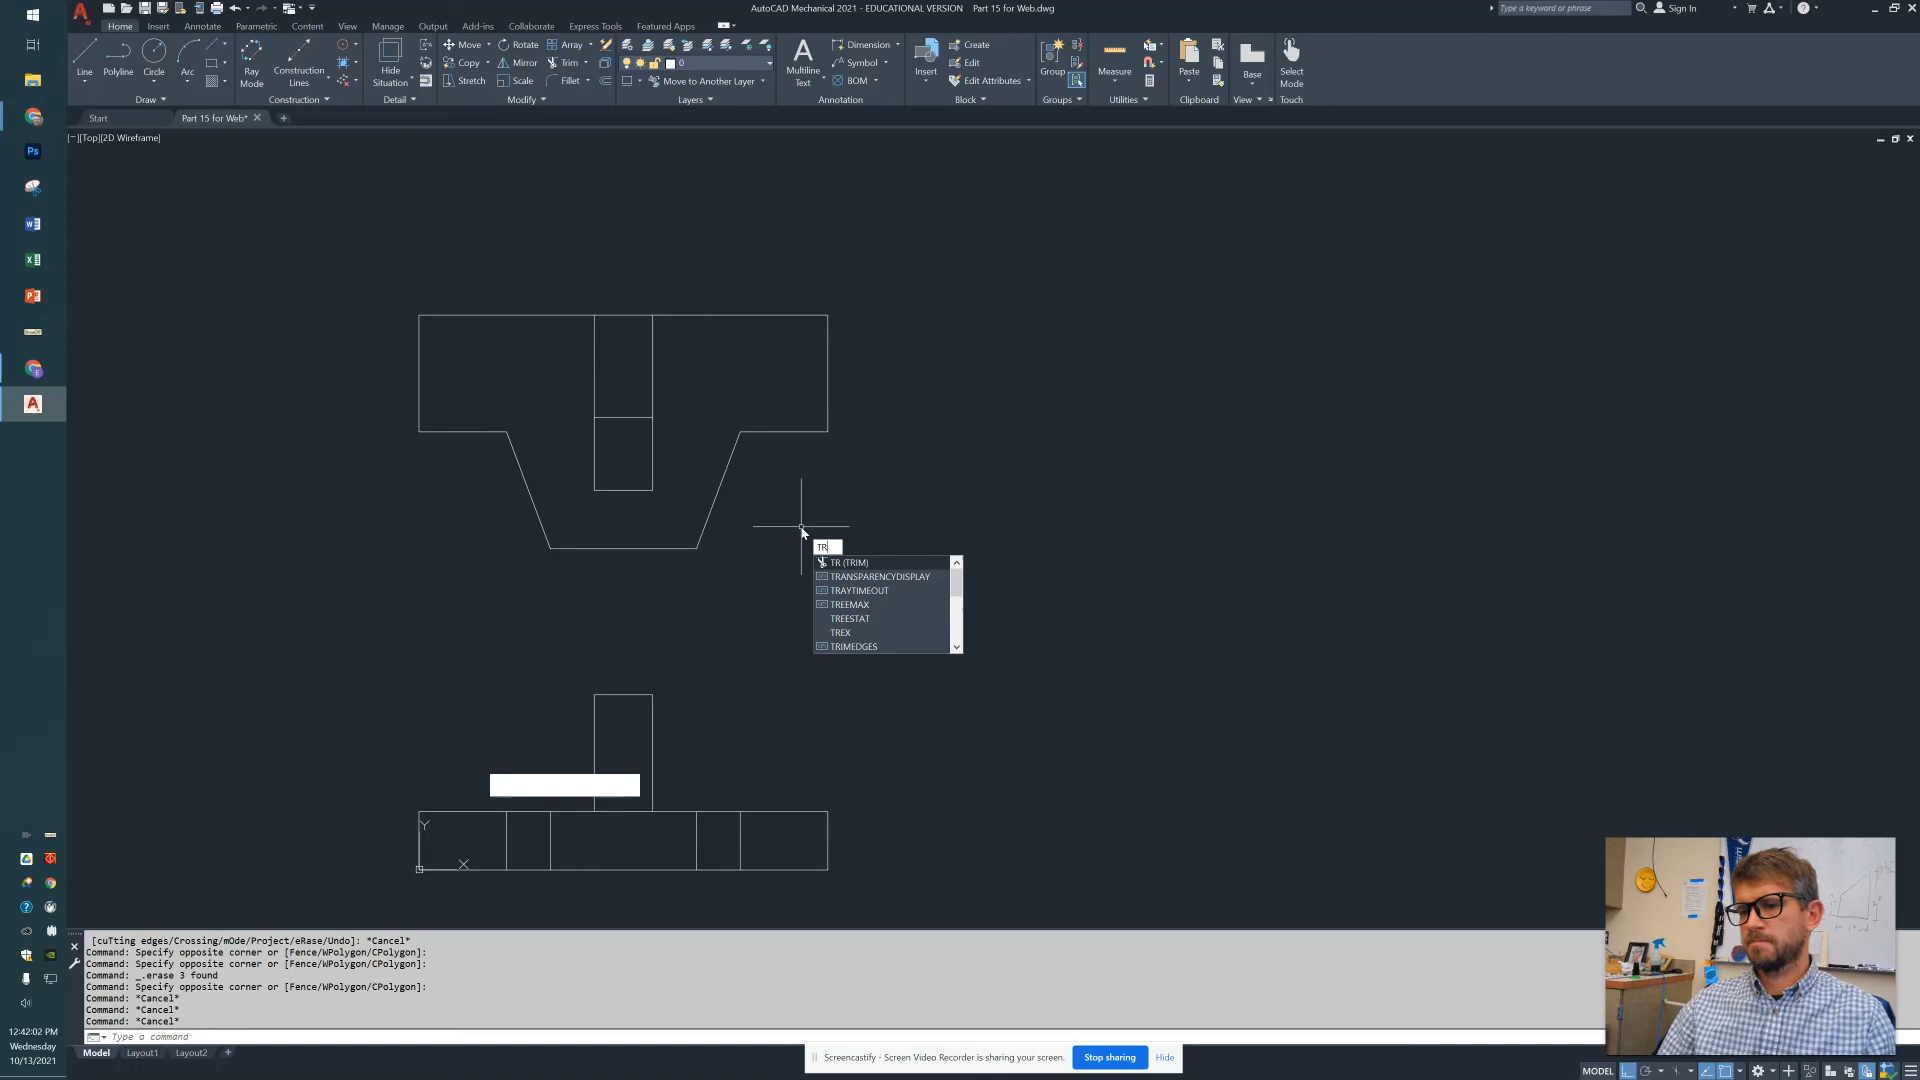 AutoCAD Mechanical 2021 - EDUCATIONAL VERSION Part 15 for Web.dwg
Type a keyword or phrase
Sign In
Home Insert Annotate Parametric View Manage Output Add-ins Collaborate Express Tools Featured Apps Content
Line
Polyline
Circle
Arc
Draw
Ray Mode
Construction Lines
Construction
Hide Situation
Detail
Move
Rotate
Array
Copy
Mirror
Trim
Stretch
Scale
Fillet
Modify
0
Move to Another Layer
Layers
Multiline Text
Dimension
Symbol
BOM
Annotation
Insert
Create
Edit
Edit Attributes
Block
Group
Groups
Measure
Utilities
Paste
Clipboard
Base
View
Select Mode
Touch
Start
Part 15 for Web*
[−][Top][2D Wireframe]
Ps
TR
TR (TRIM)
TRANSPARENCYDISPLAY
TRAYTIMEOUT
TREEMAX
TREESTAT
TREX
TRIMEDGES
Y
X
[cuTting edges/Crossing/mOde/Project/eRase/Undo]: *Cancel*
Command: Specify opposite corner or [Fence/WPolygon/CPolygon]:
Command: Specify opposite corner or [Fence/WPolygon/CPolygon]:
Command: _.erase 3 found
Command: Specify opposite corner or [Fence/WPolygon/CPolygon]:
Command: *Cancel*
Command: *Cancel*
Command: *Cancel*
Type a command
12:42:02 PM
Wednesday
10/13/2021
Model Layout1 Layout2 +
Screencastify - Screen Video Recorder is sharing your screen.
Stop sharing
Hide
MODEL